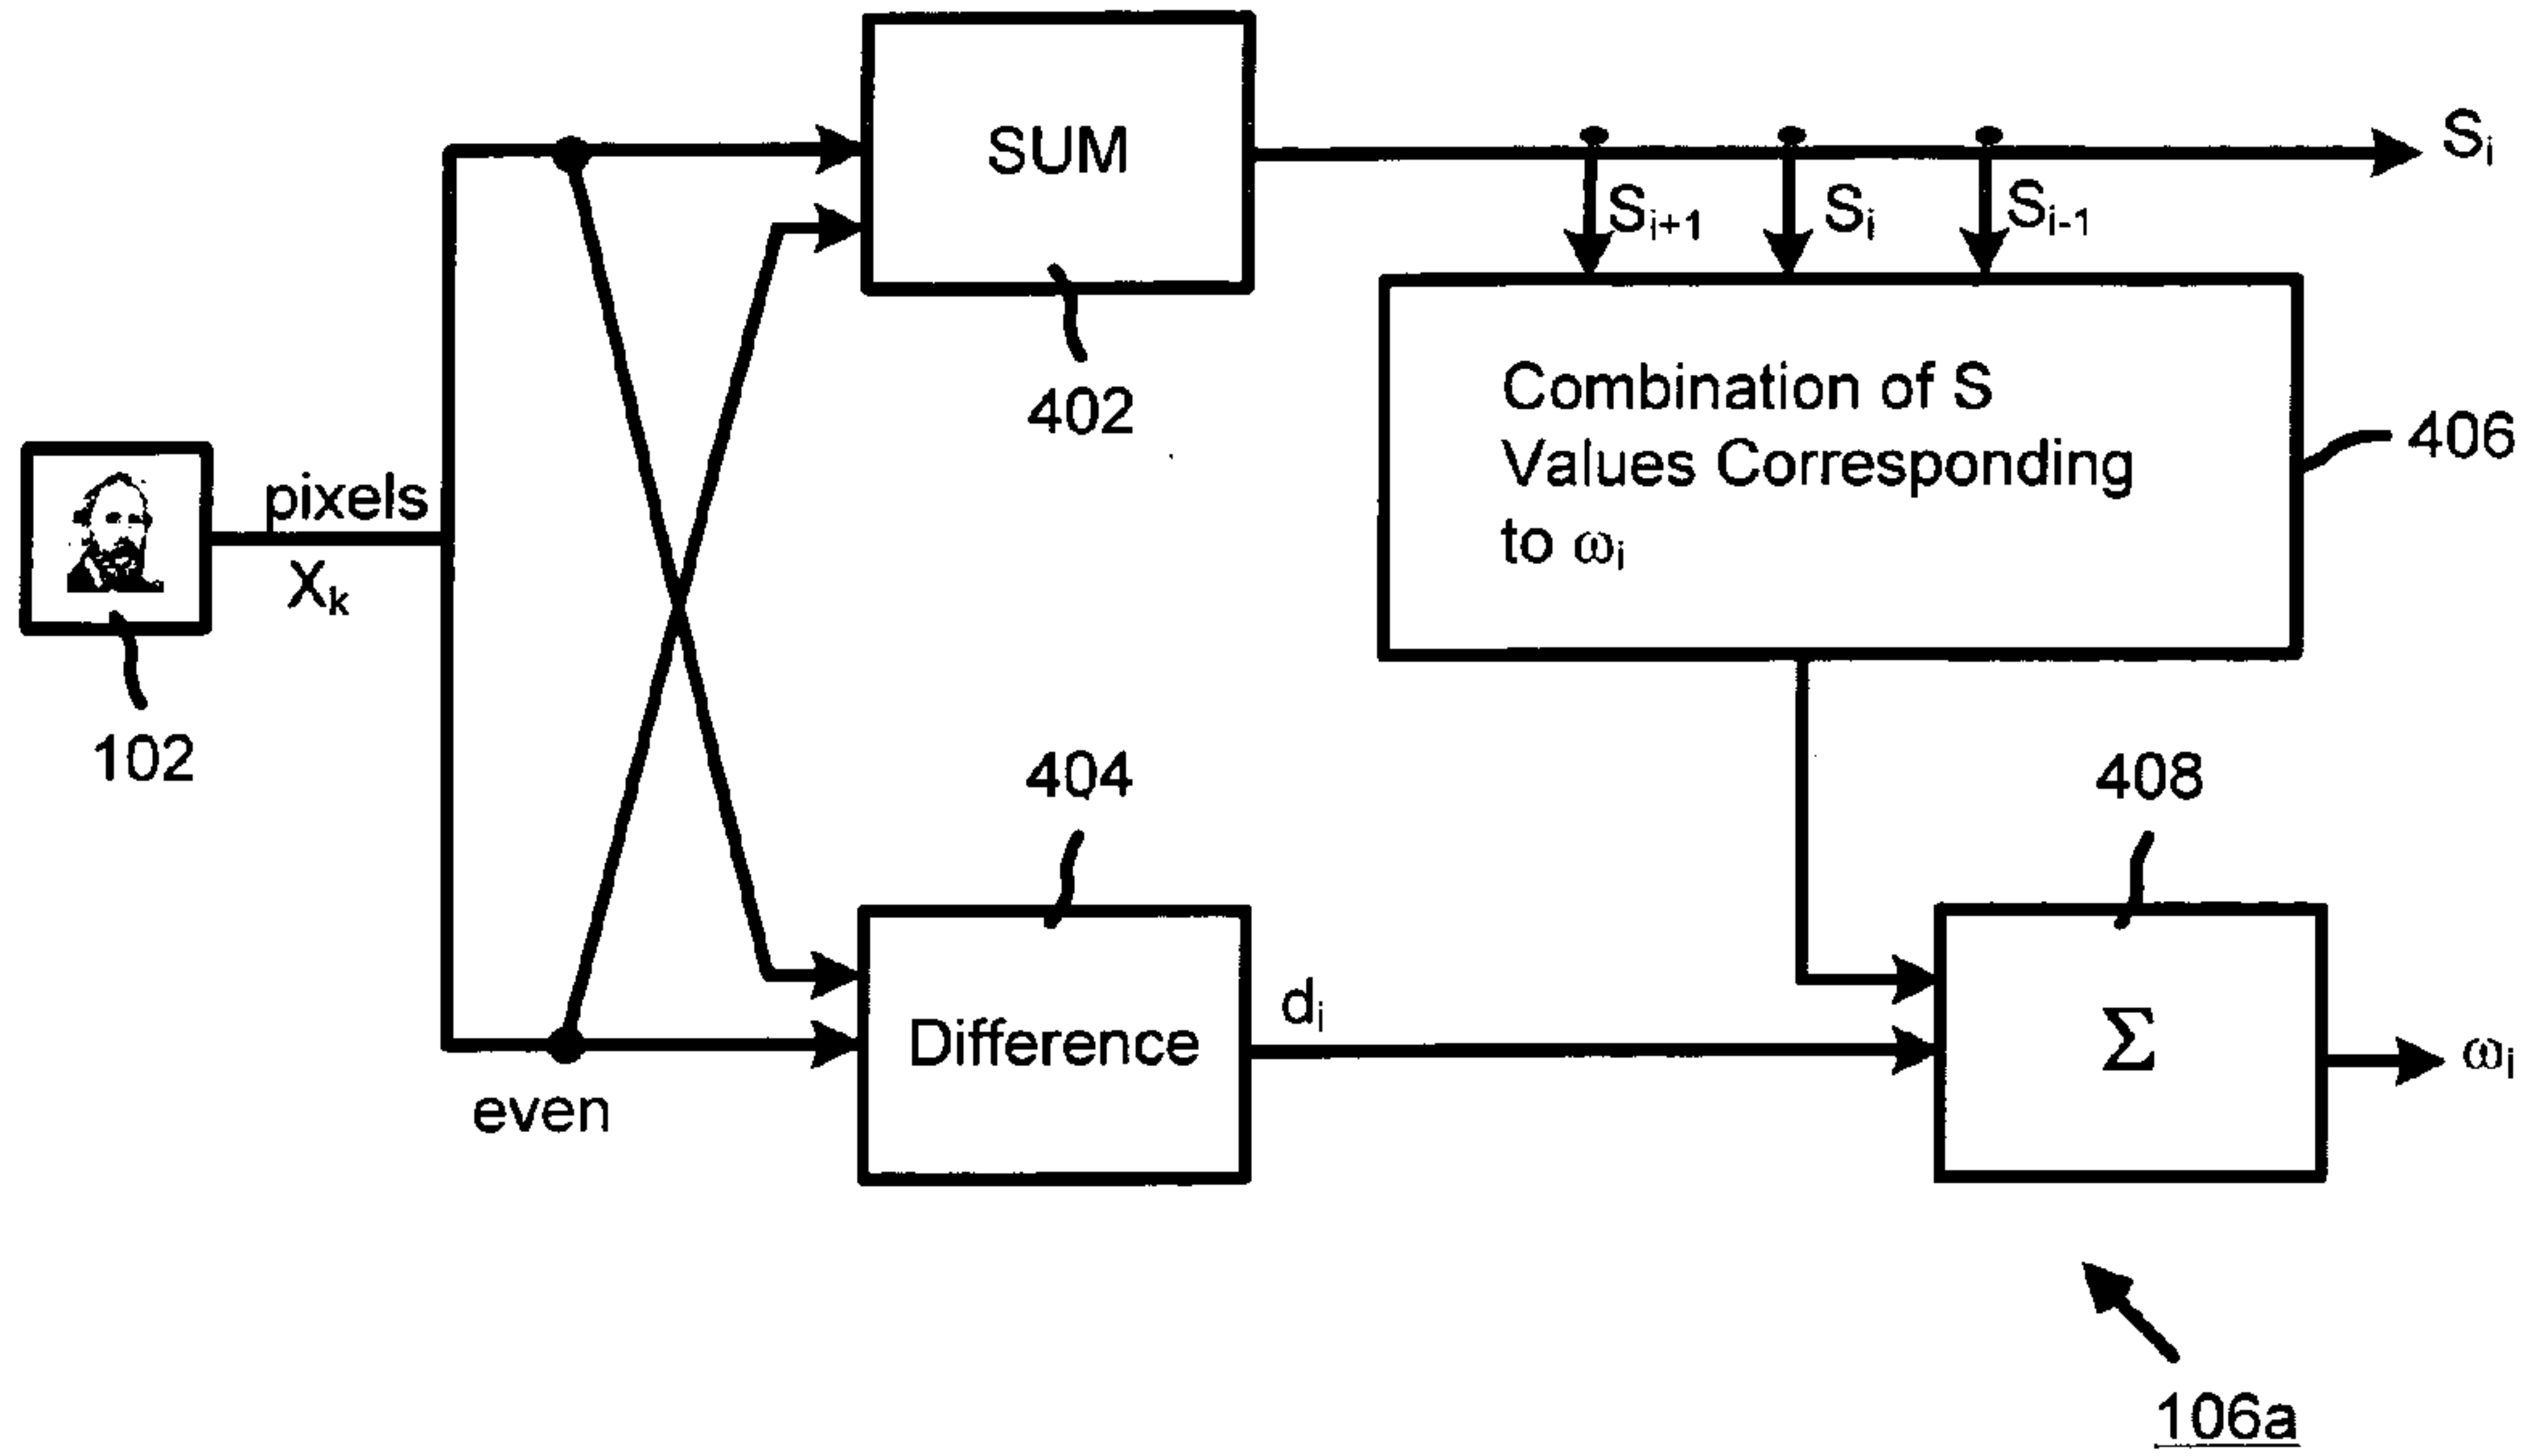 SUM
S_i
S_{i+1}
S_i
S_{i-1}
402
Combination of S
Values Corresponding
to ω_i
406
pixels
X_k
102
404
408
Difference
d_i
Σ
ω_i
even
106a